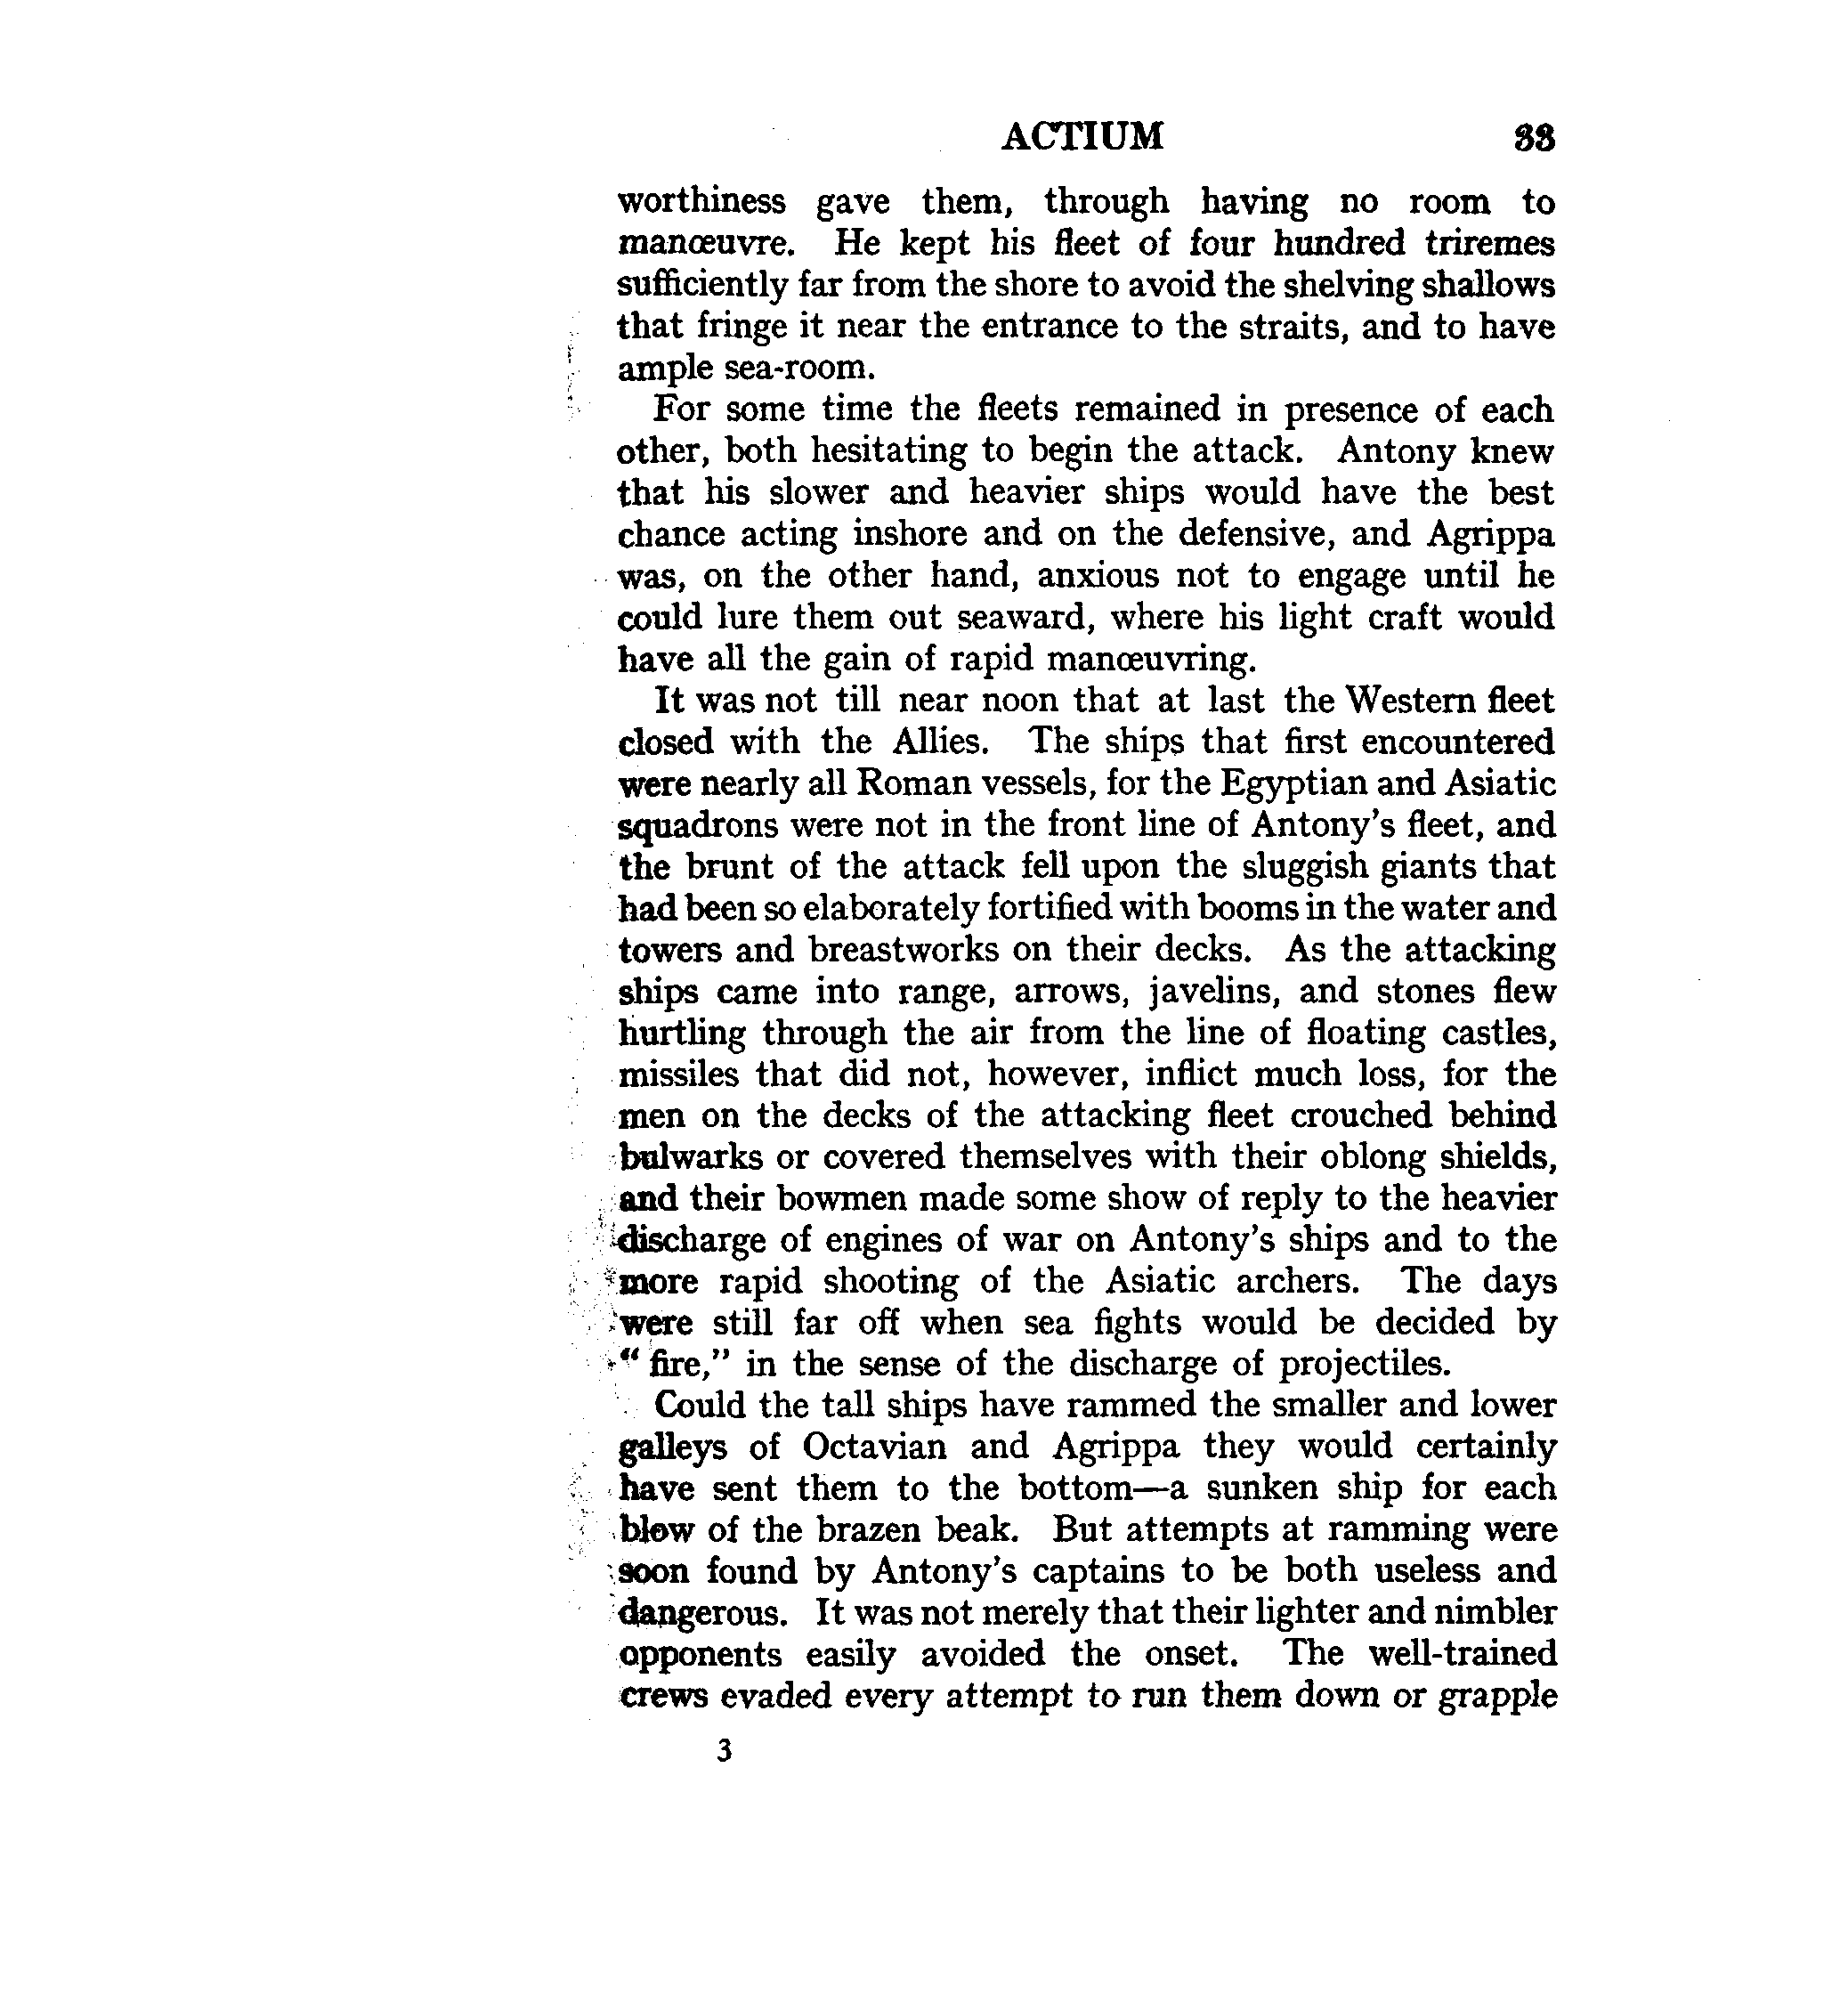 ACTIUM 33
worthiness gave them, through having no room to
manœuvre. He kept his fleet of four hundred triremes
sufficiently far from the shore to avoid the shelving shallows
that fringe it near the entrance to the straits, and to have
ample sea-room.
For some time the fleets remained in presence of each
other, both hesitating to begin the attack. Antony knew
that his slower and heavier ships would have the best
chance acting inshore and on the defensive, and Agrippa
was, on the other hand, anxious not to engage until he
could lure them out seaward, where his light craft would
have all the gain of rapid manœuvring.
It was not till near noon that at last the Western fleet
closed with the Allies. The ships that first encountered
were nearly all Roman vessels, for the Egyptian and Asiatic
squadrons were not in the front line of Antony's fleet, and
the brunt of the attack fell upon the sluggish giants that
had been so elaborately fortified with booms in the water and
towers and breastworks on their decks. As the attacking
ships came into range, arrows, javelins, and stones flew
hurtling through the air from the line of floating castles,
missiles that did not, however, inflict much loss, for the
men on the decks of the attacking fleet crouched behind
bulwarks or covered themselves with their oblong shields,
and their bowmen made some show of reply to the heavier
discharge of engines of war on Antony's ships and to the
more rapid shooting of the Asiatic archers. The days
were still far off when sea fights would be decided by
“ fire,” in the sense of the discharge of projectiles.
Could the tall ships have rammed the smaller and lower
galleys of Octavian and Agrippa they would certainly
have sent them to the bottom—a sunken ship for each
blow of the brazen beak. But attempts at ramming were
soon found by Antony's captains to be both useless and
dangerous. It was not merely that their lighter and nimbler
opponents easily avoided the onset. The well-trained
crews evaded every attempt to run them down or grapple
3